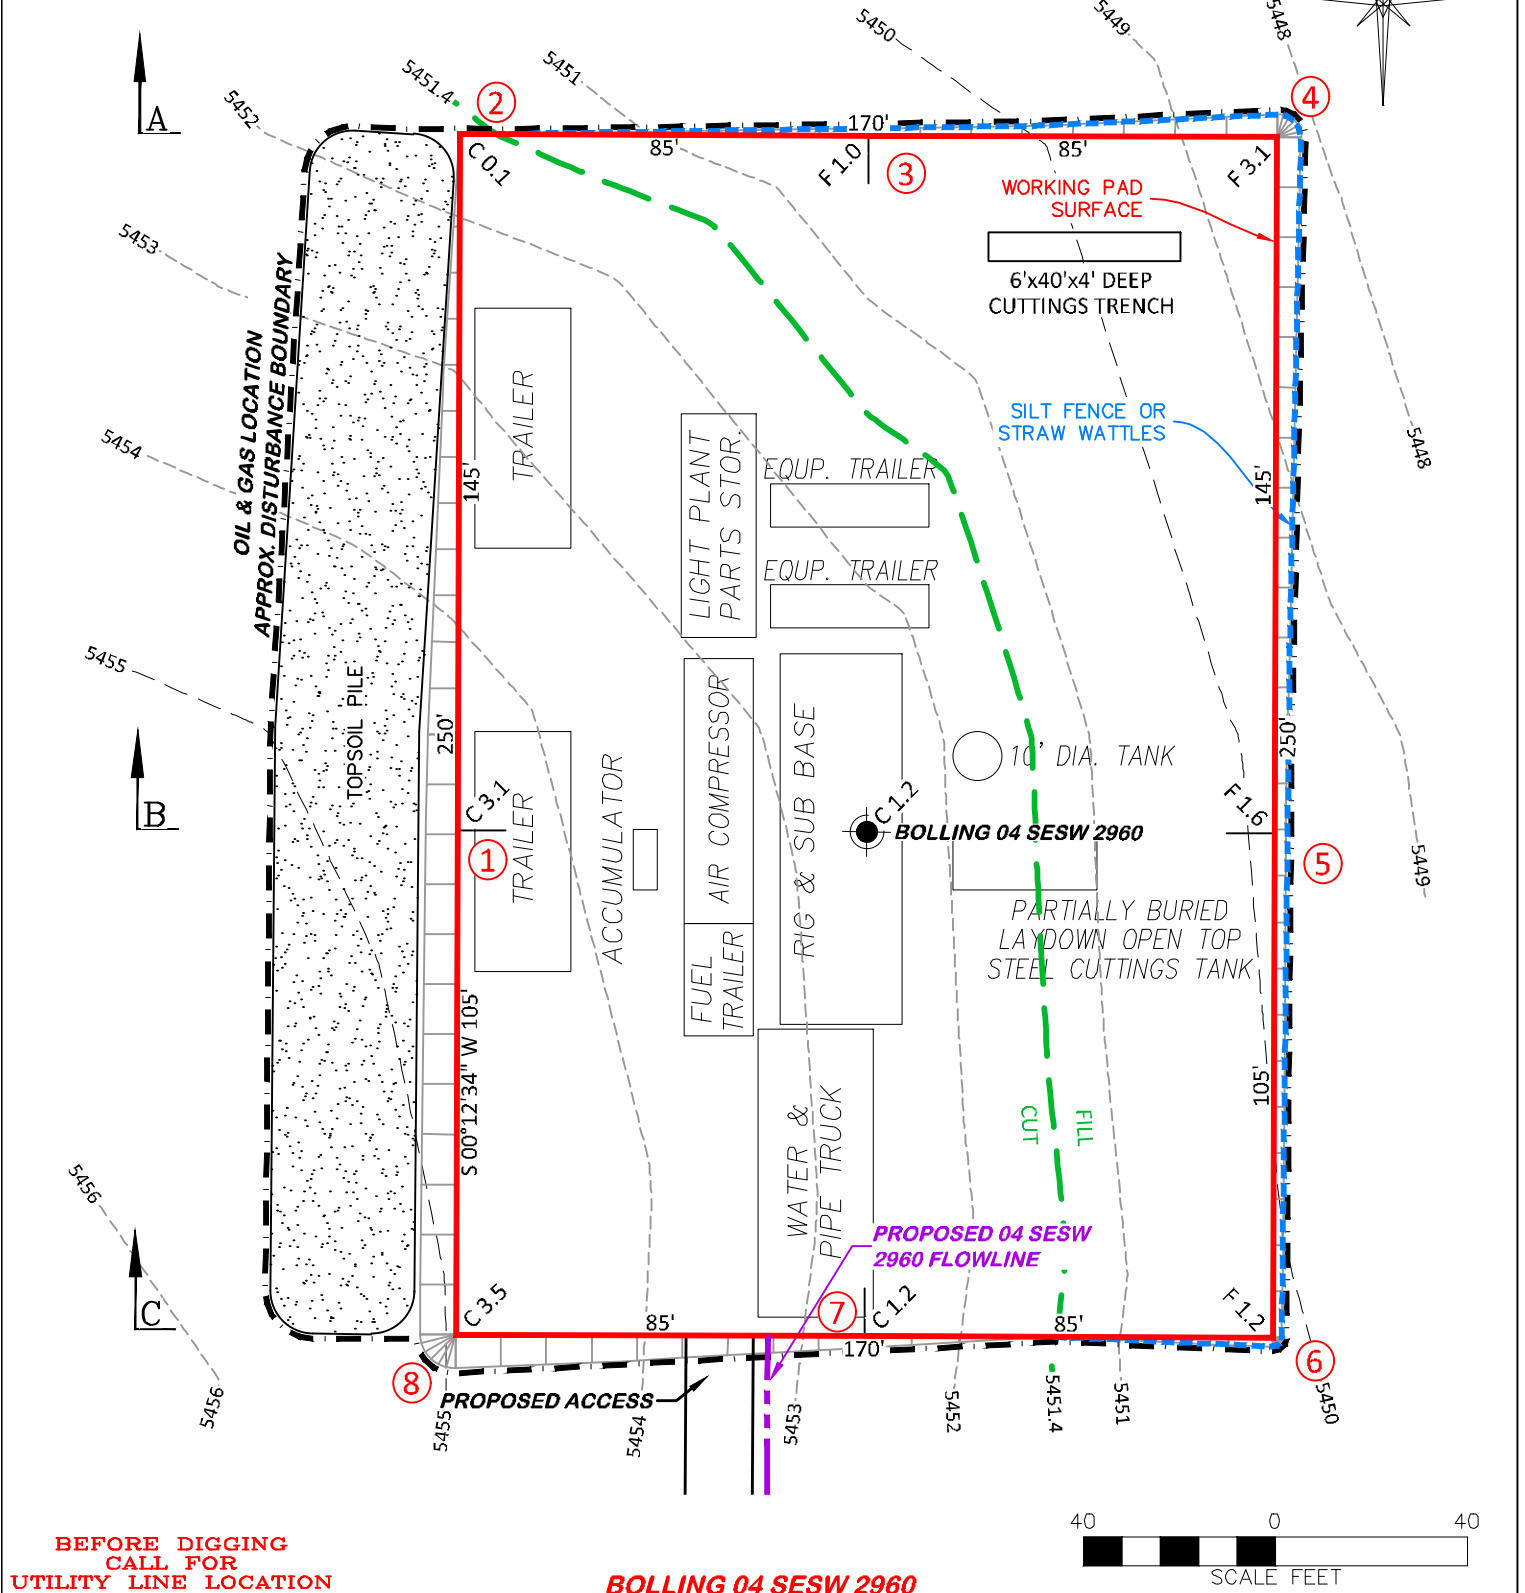 5448
5449
5450
5451
5451.4
5452
2
4
A
170'
85'
85'
C 0.1
F 1.0
3
F 3.1
WORKING PAD
SURFACE
5453
6'x40'x4' DEEP
CUTTINGS TRENCH
OIL & GAS LOCATION
APPROX. DISTURBANCE BOUNDARY
TRAILER
145'
LIGHT PLANT
PARTS STOR.
EQUP. TRAILER
EQUP. TRAILER
SILT FENCE OR
STRAW WATTLES
145'
5448
5454
5455
TOPSOIL PILE
250'
250'
B
C 3.1
1
TRAILER
ACCUMULATOR
AIR COMPRESSOR
RIG & SUB BASE
10' DIA. TANK
C 1.2
BOLLING 04 SESW 2960
F 1.6
5
5449
PARTIALLY BURIED
LAYDOWN OPEN TOP
STEEL CUTTINGS TANK
FUEL
TRAILER
S 00°12'34" W 105'
105'
WATER &
PIPE TRUCK
CUT
FILL
5456
PROPOSED 04 SESW
2960 FLOWLINE
C
C 3.5
85'
7
C 1.2
85'
F 1.2
170'
6
8
PROPOSED ACCESS
5456
5455
5454
5453
5452
5451.4
5451
5450
40 0 40
SCALE FEET
BEFORE DIGGING
CALL FOR
UTILITY LINE LOCATION
BOLLING 04 SESW 2960